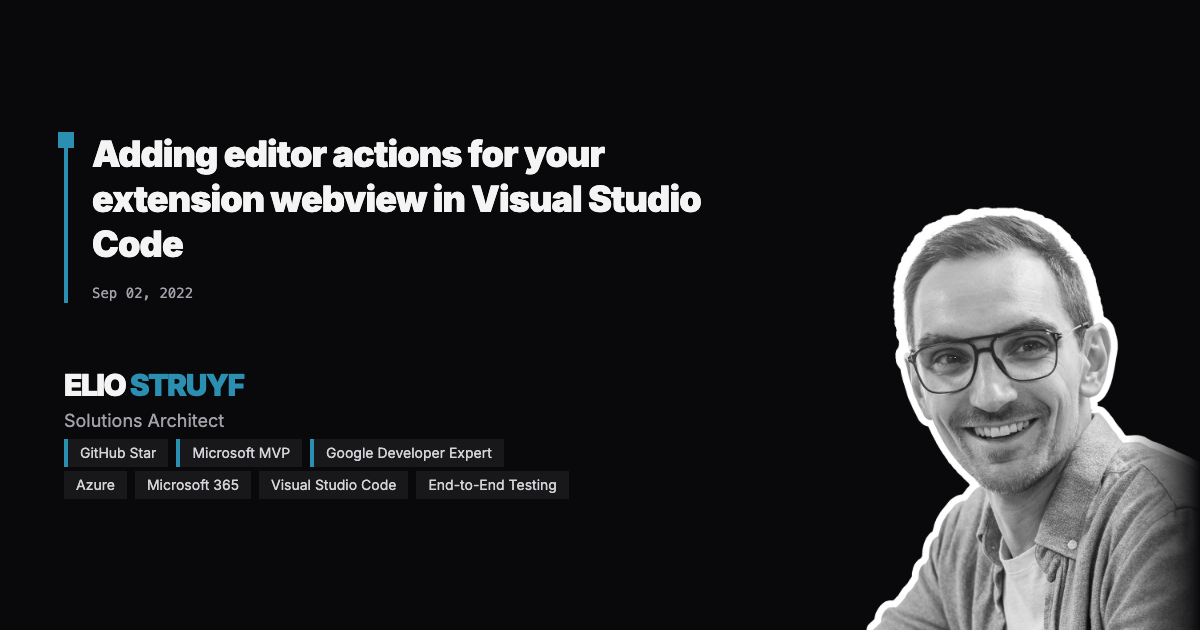 Adding editor actions for your
extension webview in Visual Studio
Code
Sep 02, 2022
ELIO STRUYF
Solutions Architect
GitHub Star Microsoft MVP Google Developer Expert
Azure Microsoft 365 Visual Studio Code End-to-End Testing